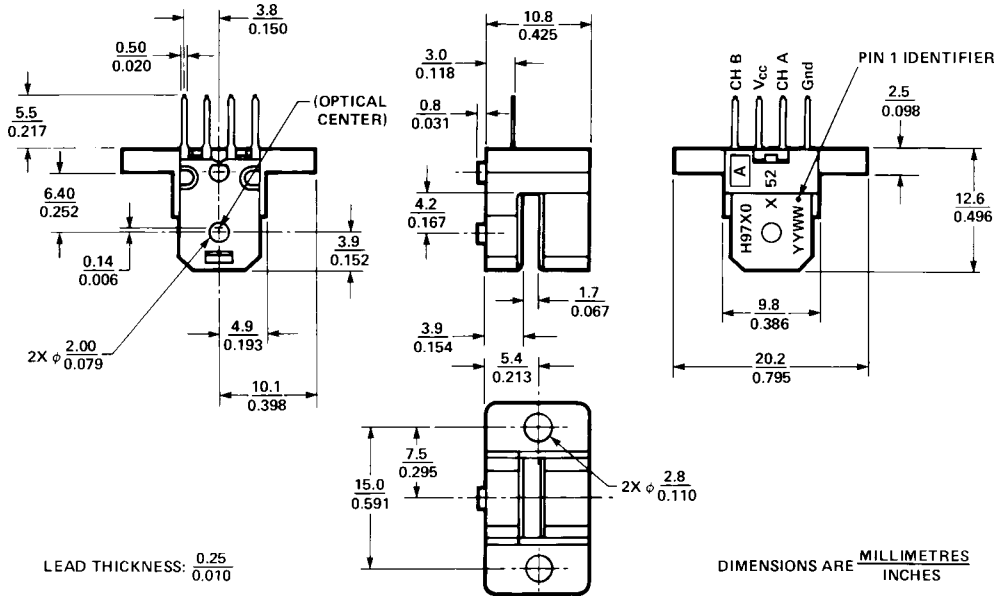 3.8
0.150
0.50
0.020
5.5
0.217
(OPTICAL
CENTER)
6.40
0.252
0.14
0.006
3.9
0.152
2X ϕ 2.00
0.079
4.9
0.193
10.1
0.398
10.8
0.425
3.0
0.118
0.8
0.031
4.2
0.167
1.7
0.067
3.9
0.154
5.4
0.213
7.5
0.295
15.0
0.591
2X ϕ 2.8
0.110
CH B
Vcc
CH A
Gnd
PIN 1 IDENTIFIER
2.5
0.098
12.6
0.496
A
52
X
H97X0
YYWW
9.8
0.386
20.2
0.795
LEAD THICKNESS: 0.25
0.010
DIMENSIONS ARE MILLIMETRES
INCHES